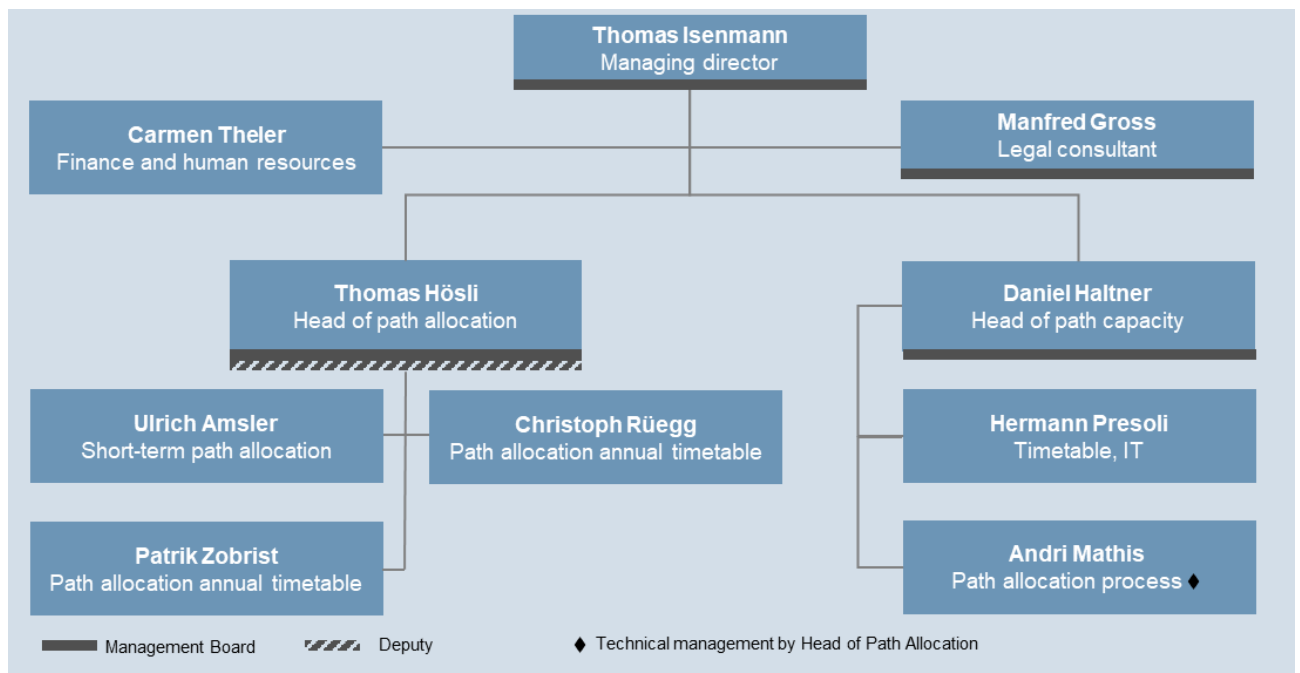 Thomas Isenmann
Managing director
Carmen Theler
Finance and human resources
Manfred Gross
Legal consultant
Thomas Hösli
Head of path allocation
Daniel Haltner
Head of path capacity
Ulrich Amsler
Short-term path allocation
Christoph Rüegg
Path allocation annual timetable
Hermann Presoli
Timetable, IT
Patrik Zobrist
Path allocation annual timetable
Andri Mathis
Path allocation process ♦
Management Board
Deputy
♦ Technical management by Head of Path Allocation